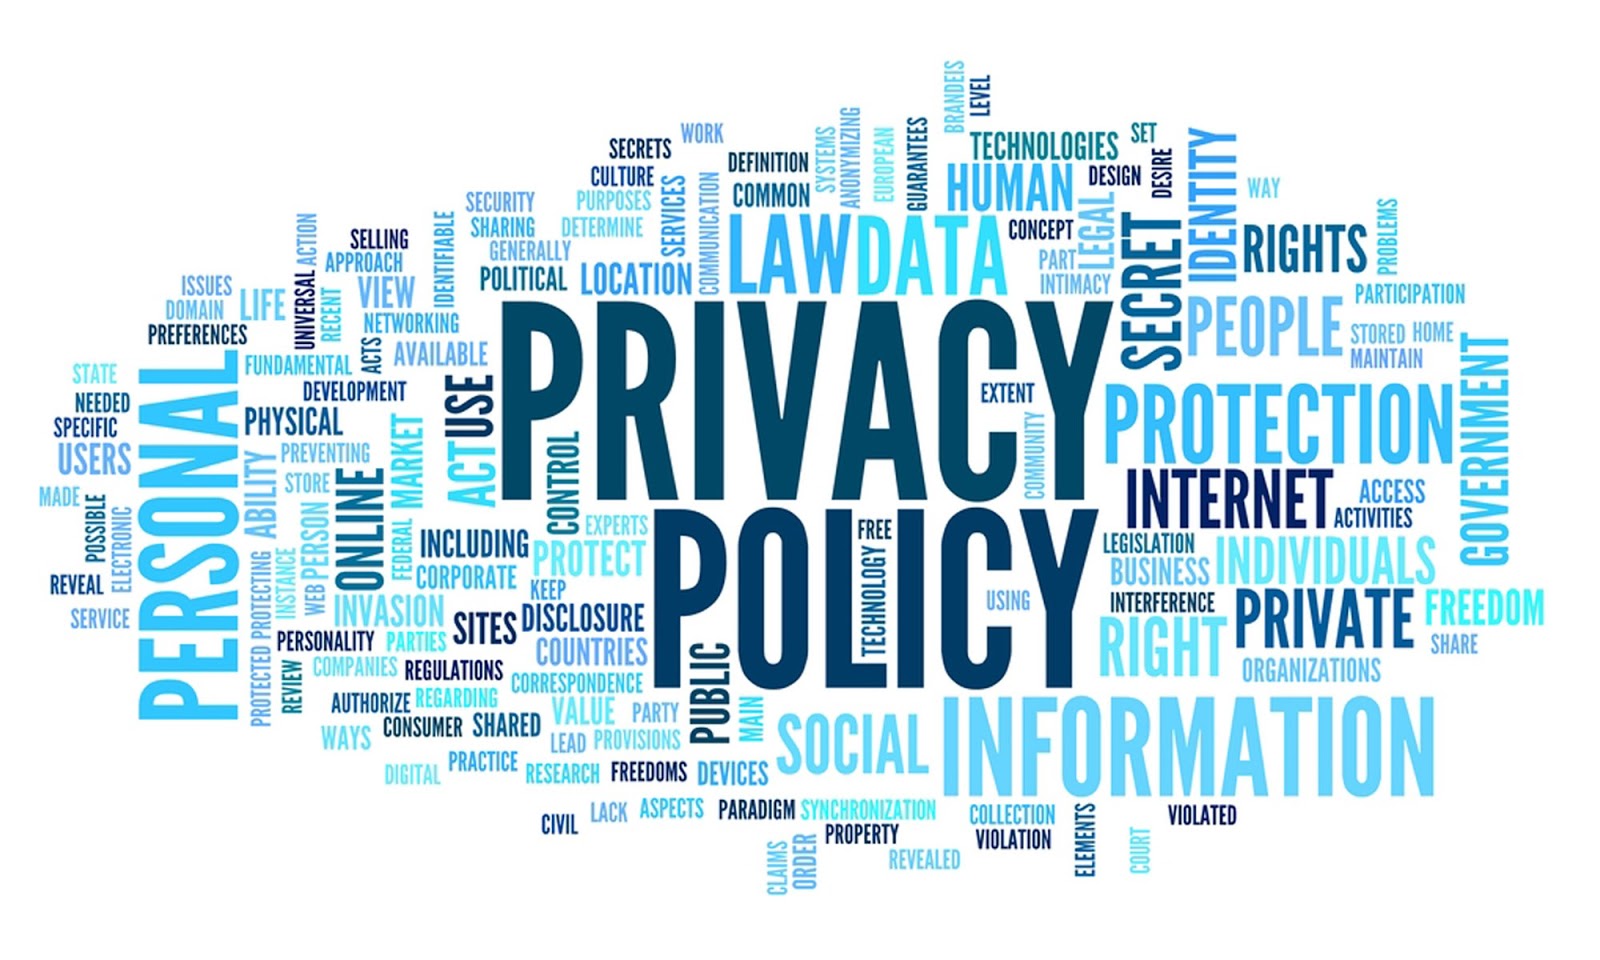 BRANDEIS
LEVEL
WORK
SECRETS
CULTURE
DEFINITION
COMMON
SYSTEMS
ANONYMIZING
EUROPEAN
GUARANTEES
TECHNOLOGIES
SET
HUMAN
DESIGN
DESIRE
IDENTITY
WAY
SECURITY
SHARING
GENERALLY
PURPOSES
DETERMINE
SERVICES
COMMUNICATION
LAW
DATA
CONCEPT
LEGAL
PART
INTIMACY
SECRET
RIGHTS
PROBLEMS
ACTION
SELLING
APPROACH
IDENTIFIABLE
POLITICAL
LOCATION
ISSUES
DOMAIN
LIFE
UNIVERSAL
RECENT
VIEW
NETWORKING
PREFERENCES
PEOPLE
PARTICIPATION
STORED
HOME
MAINTAIN
GOVERNMENT
FUNDAMENTAL
ACTS
AVAILABLE
PRIVACY
EXTENT
COMMUNITY
PROTECTION
STATE
NEEDED
SPECIFIC
USERS
PERSONAL
DEVELOPMENT
PHYSICAL
PREVENTING
STORE
ABILITY
MARKET
USE
ACT
CONTROL
INTERNET
ACCESS
ACTIVITIES
MADE
POSSIBLE
ELECTRONIC
REVEAL
SERVICE
PERSON
WEB
ONLINE
INSTANCE
FEDERAL
INCLUDING
CORPORATE
EXPERTS
PROTECT
KEEP
POLICY
FREE
TECHNOLOGY
USING
LEGISLATION
BUSINESS
INDIVIDUALS
INTERFERENCE
PRIVATE
FREEDOM
RIGHT
SHARE
ORGANIZATIONS
PROTECTING
PROTECTED
INVASION
PERSONALITY
PARTIES
SITES
DISCLOSURE
COUNTRIES
COMPANIES
REGULATIONS
REVIEW
CORRESPONDENCE
PUBLIC
AUTHORIZE
REGARDING
CONSUMER
SHARED
VALUE
PARTY
MAIN
WAYS
LEAD
PROVISIONS
SOCIAL
INFORMATION
DIGITAL
PRACTICE
RESEARCH
FREEDOMS
DEVICES
CIVIL
LACK
ASPECTS
PARADIGM
SYNCHRONIZATION
COLLECTION
VIOLATED
PROPERTY
VIOLATION
ELEMENTS
COURT
CLAIMS
ORDER
REVEALED